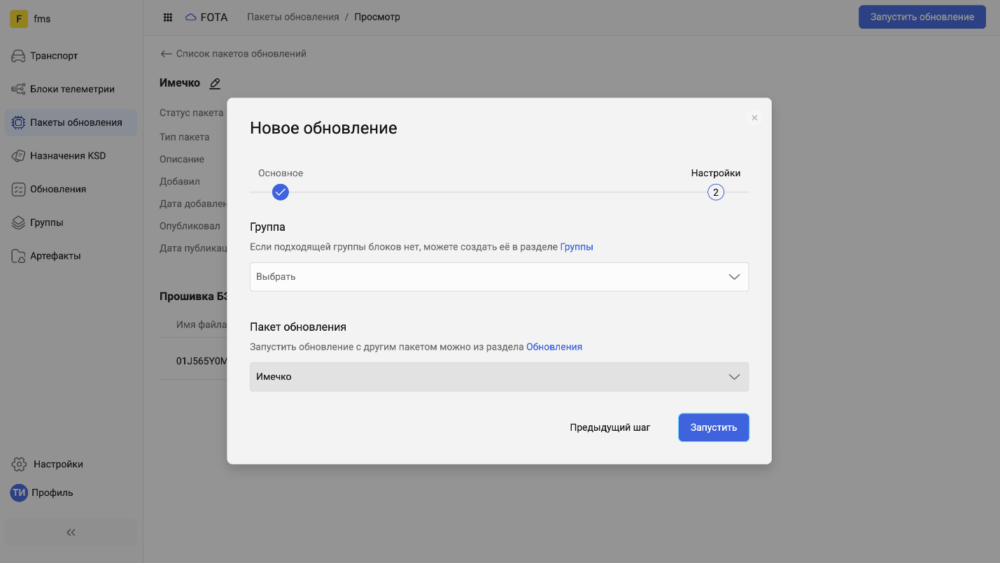 F fms
FOTA Пакеты обновления / Просмотр
Запустить обновление
Транспорт
Блоки телеметрии
Пакеты обновления
Назначения KSD
Обновления
Группы
Артефакты
Настройки
ТИ Профиль
Список пакетов обновлений
Имечко
Статус пакета
Тип пакета
Описание
Добавил
Дата добавлен
Опубликовал
Дата публикац
Прошивка БЭ
Имя файла
01J565Y0M
Новое обновление
Основное
Настройки
2
Группа
Если подходящей группы блоков нет, можете создать её в разделе Группы
Выбрать
Пакет обновления
Запустить обновление с другим пакетом можно из раздела Обновления
Имечко
Предыдущий шаг
Запустить